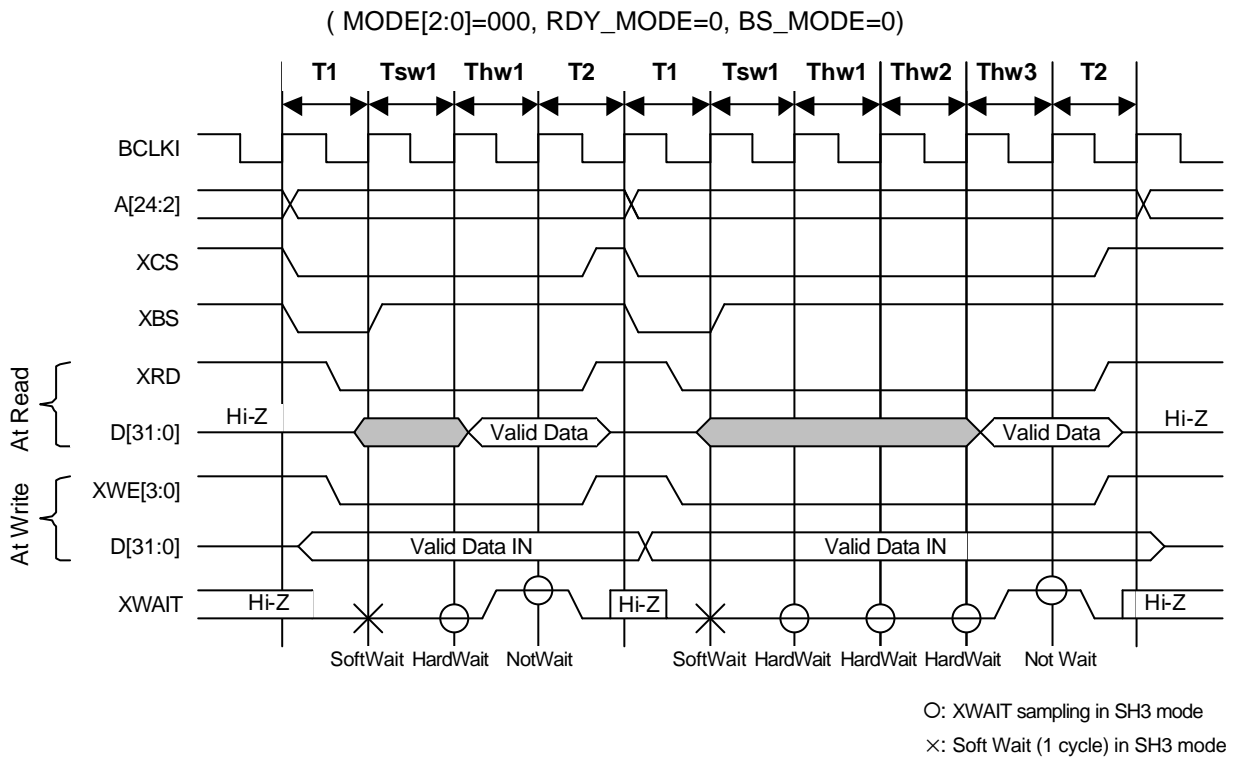 ( MODE[2:0]=000, RDY_MODE=0, BS_MODE=0)
T1 Tsw1 Thw1 T2 T1 Tsw1 Thw1 Thw2 Thw3 T2
BCLKI
A[24:2]
XCS
XBS
At Read
XRD
D[31:0] Hi-Z Valid Data Valid Data Hi-Z
At Write
XWE[3:0]
D[31:0] Valid Data IN Valid Data IN
XWAIT Hi-Z Hi-Z Hi-Z
SoftWait HardWait NotWait SoftWait HardWait HardWait HardWait Not Wait
O: XWAIT sampling in SH3 mode
×: Soft Wait (1 cycle) in SH3 mode